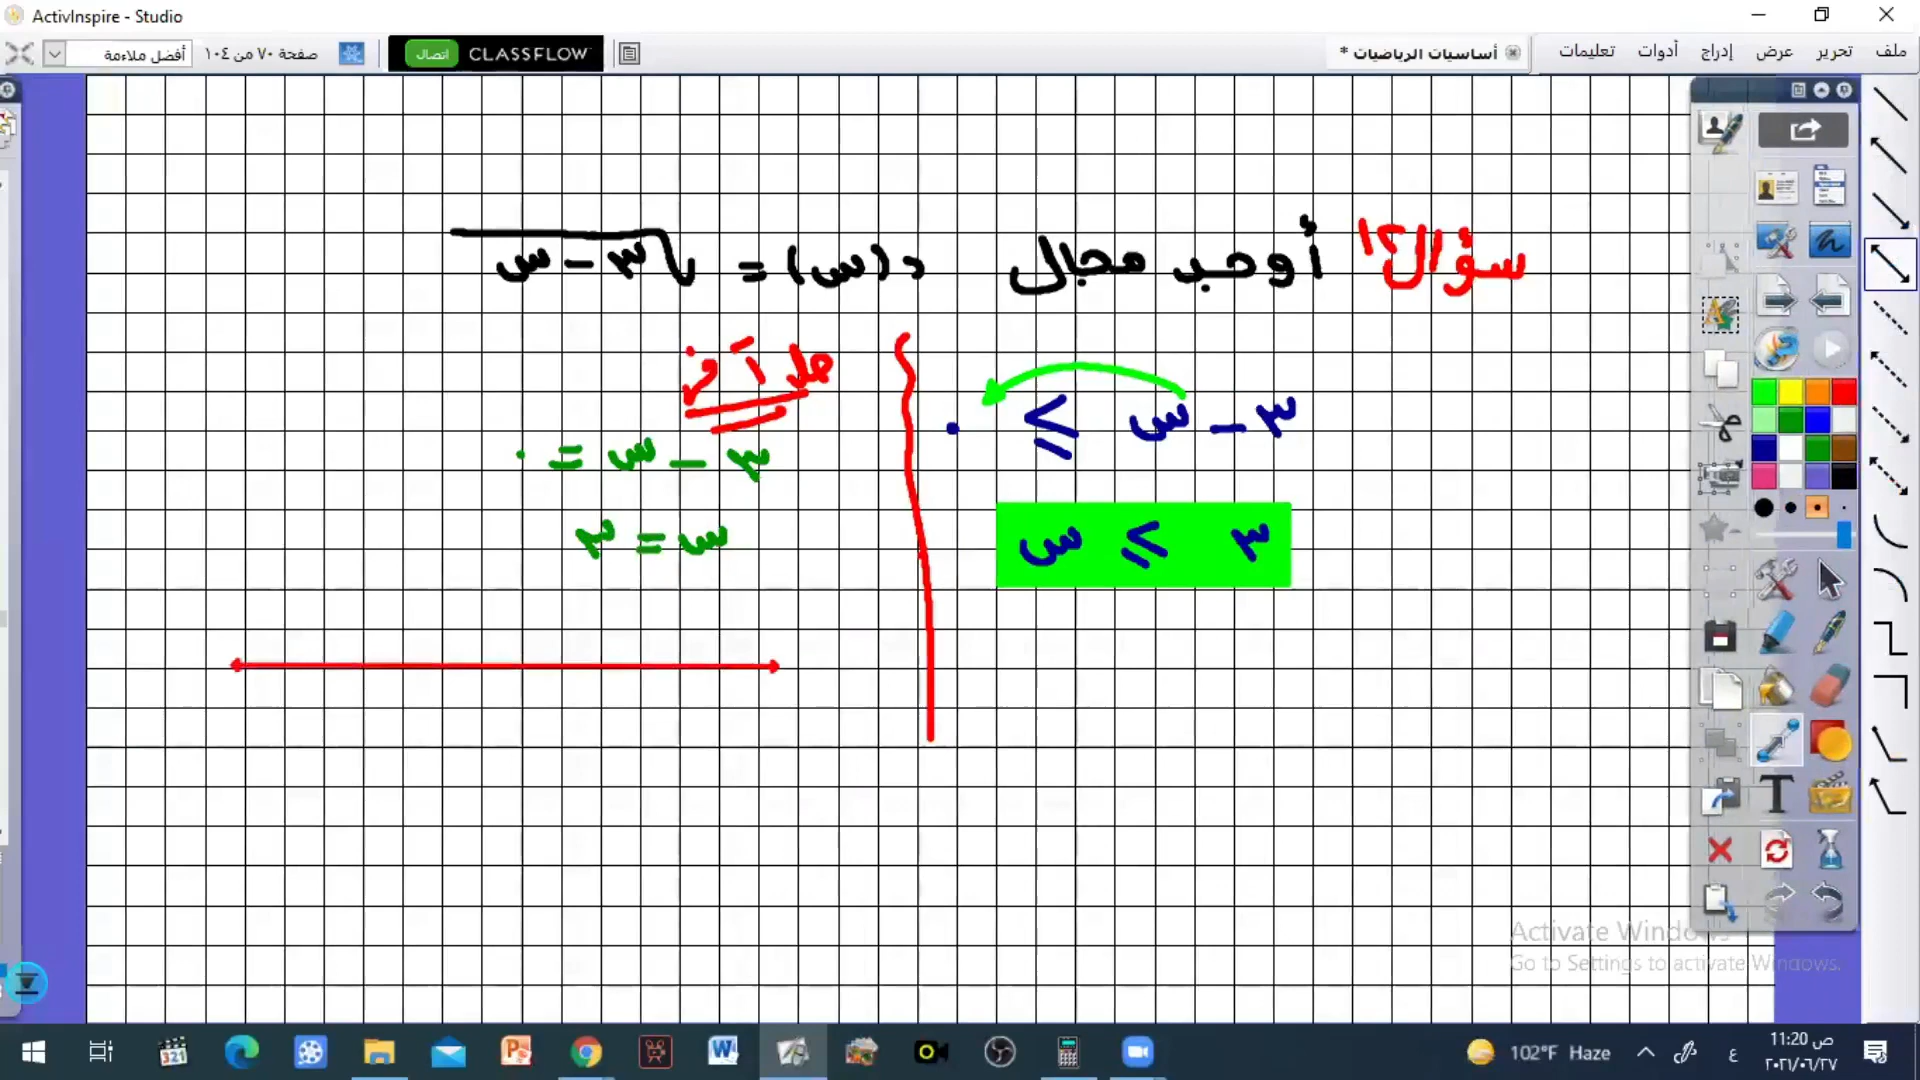 ActivInspire - Studio
ملف تحرير عرض إدراج أدوات تعليمات
أساسيات الرياضيات *
CLASSFLOW اتصال
صفحة ٧٠ من ١٠٤
أفضل ملاءمة
سؤال ١٢ أوجد مجال د(س) = √٣ - س
٣ - س ≥ ٠
٣ ≥ س
حل آخر
٣ - س = ٠
س = ٣
T
Activate Windows
Go to Settings to activate Windows.
321
102°F Haze
ع
11:20 ص
٢٠٢١/٠٦/٢٧